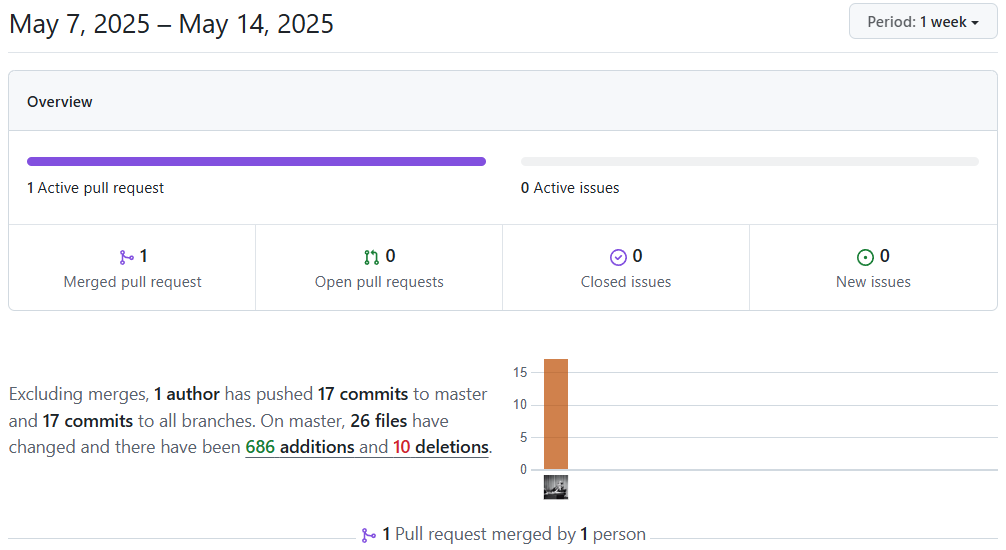 May 7, 2025 – May 14, 2025
Period: 1 week
Overview
1 Active pull request
0 Active issues
1
Merged pull request
0
Open pull requests
0
Closed issues
0
New issues
Excluding merges, 1 author has pushed 17 commits to master
and 17 commits to all branches. On master, 26 files have
changed and there have been 686 additions and 10 deletions.
15
10
5
0
1 Pull request merged by 1 person